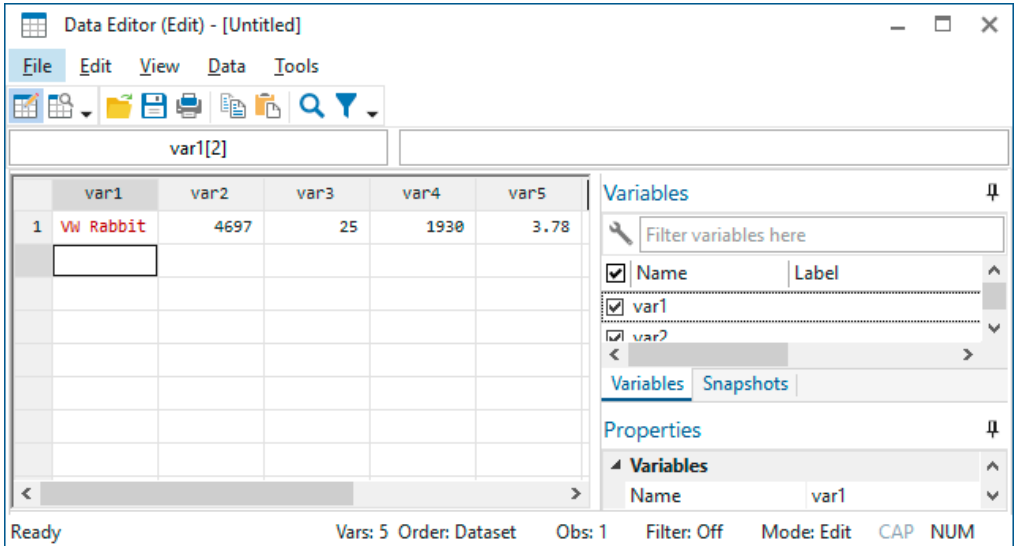 Data Editor (Edit) - [Untitled]
File Edit View Data Tools
var1[2]
var1 var2 var3 var4 var5
1 VW Rabbit 4697 25 1930 3.78
Variables
Filter variables here
Name Label
var1
var2
Variables Snapshots
Properties
Variables
Name var1
Ready Vars: 5 Order: Dataset Obs: 1 Filter: Off Mode: Edit CAP NUM